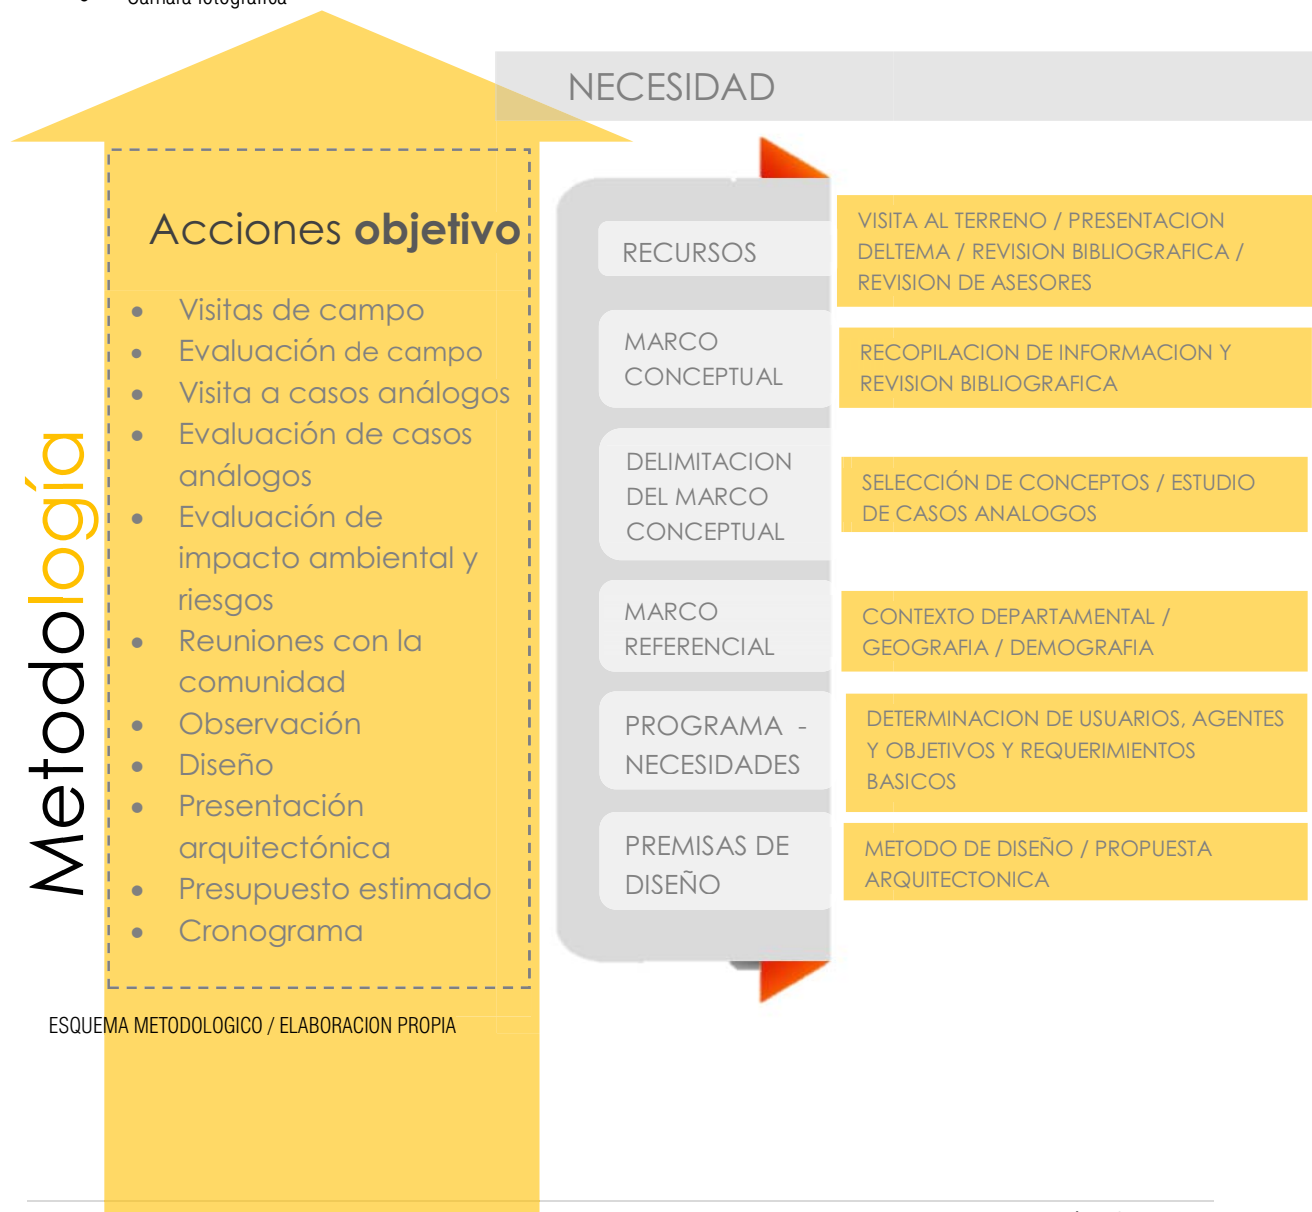 Cámara fotográfica
NECESIDAD
Acciones objetivo
• Visitas de campo
• Evaluación de campo
• Visita a casos análogos
• Evaluación de casos
análogos
• Evaluación de
impacto ambiental y
riesgos
• Reuniones con la
comunidad
• Observación
• Diseño
• Presentación
arquitectónica
• Presupuesto estimado
• Cronograma
Metodología
RECURSOS
VISITA AL TERRENO / PRESENTACION
DELTEMA / REVISION BIBLIOGRAFICA /
REVISION DE ASESORES
MARCO
CONCEPTUAL
RECOPILACION DE INFORMACION Y
REVISION BIBLIOGRAFICA
DELIMITACION
DEL MARCO
CONCEPTUAL
SELECCIÓN DE CONCEPTOS / ESTUDIO
DE CASOS ANALOGOS
MARCO
REFERENCIAL
CONTEXTO DEPARTAMENTAL /
GEOGRAFIA / DEMOGRAFIA
PROGRAMA -
NECESIDADES
DETERMINACION DE USUARIOS, AGENTES
Y OBJETIVOS Y REQUERIMIENTOS
BASICOS
PREMISAS DE
DISEÑO
METODO DE DISEÑO / PROPUESTA
ARQUITECTONICA
ESQUEMA METODOLOGICO / ELABORACION PROPIA